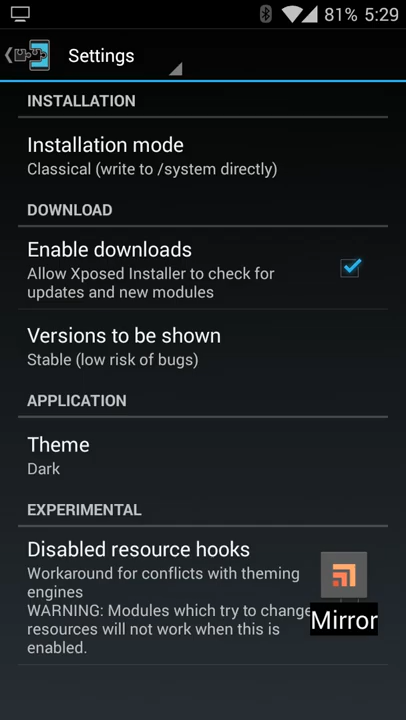 81% 5:29
Settings
INSTALLATION
Installation mode
Classical (write to /system directly)
DOWNLOAD
Enable downloads
Allow Xposed Installer to check for
updates and new modules
Versions to be shown
Stable (low risk of bugs)
APPLICATION
Theme
Dark
EXPERIMENTAL
Disabled resource hooks
Workaround for conflicts with theming
engines
WARNING: Modules which try to change
resources will not work when this is
enabled.
Mirror